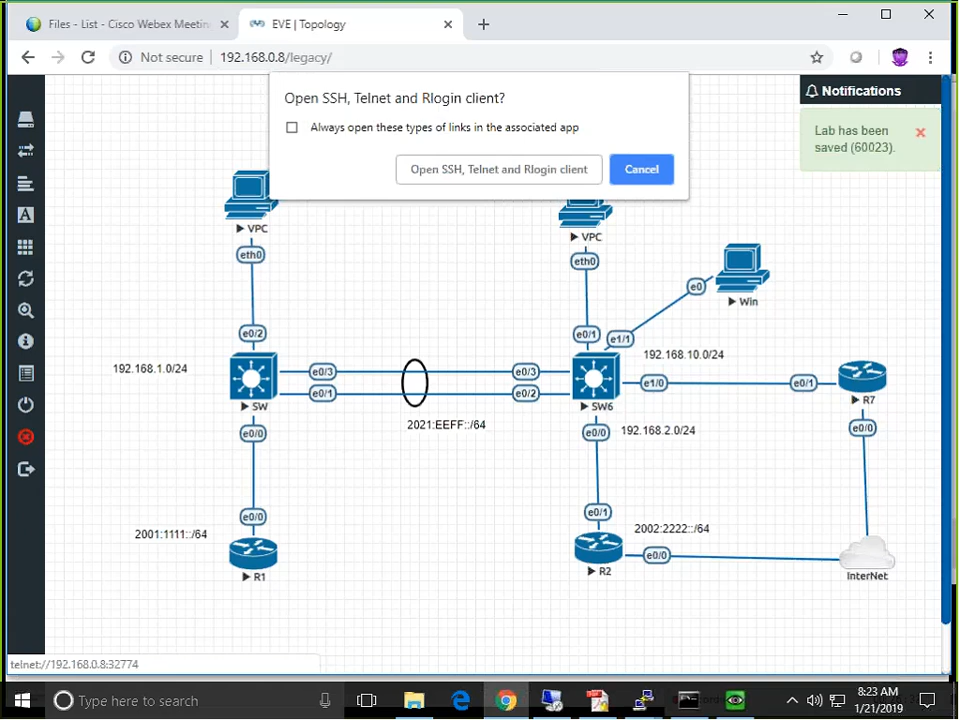 Files - List - Cisco Webex Meetin
EVE | Topology
Not secure
192.168.0.8/legacy/
Open SSH, Telnet and Rlogin client?
Always open these types of links in the associated app
Open SSH, Telnet and Rlogin client
Cancel
Notifications
Lab has been
saved (60023).
VPC
eth0
e0/2
VPC
eth0
e0/1
e1/1
e0
Win
192.168.1.0/24
SW
e0/3
e0/1
e0/0
e0/3
e0/2
2021:EEFF::/64
192.168.10.0/24
SW6
e1/0
e0/1
R7
e0/0
e0/0
192.168.2.0/24
2001:1111::/64
e0/0
R1
e0/1
2002:2222::/64
R2
e0/0
InterNet
telnet://192.168.0.8:32774
Type here to search
8:23 AM
1/21/2019